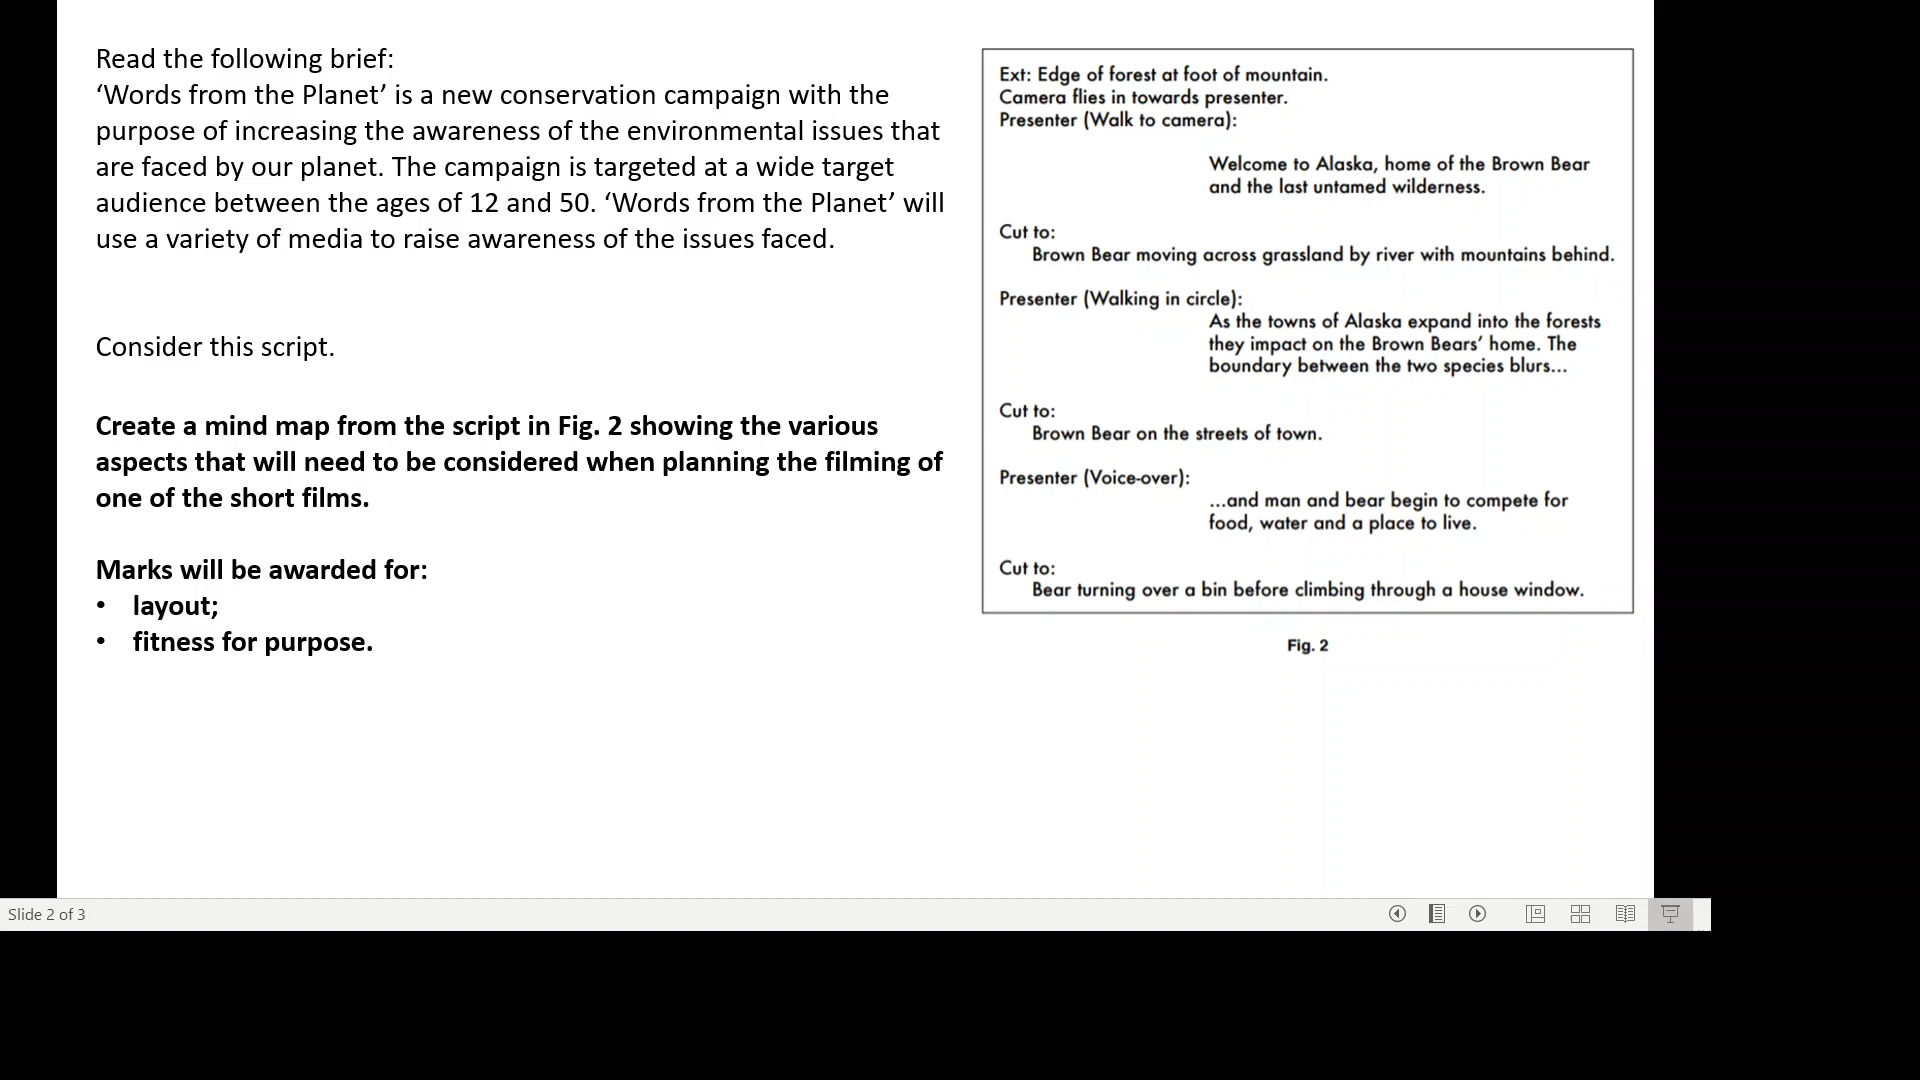 Read the following brief:
‘Words from the Planet’ is a new conservation campaign with the
purpose of increasing the awareness of the environmental issues that
are faced by our planet. The campaign is targeted at a wide target
audience between the ages of 12 and 50. ‘Words from the Planet’ will
use a variety of media to raise awareness of the issues faced.
Consider this script.
Create a mind map from the script in Fig. 2 showing the various
aspects that will need to be considered when planning the filming of
one of the short films.
Marks will be awarded for:
• layout;
• fitness for purpose.
Ext: Edge of forest at foot of mountain.
Camera flies in towards presenter.
Presenter (Walk to camera):
Welcome to Alaska, home of the Brown Bear
and the last untamed wilderness.
Cut to:
Brown Bear moving across grassland by river with mountains behind.
Presenter (Walking in circle):
As the towns of Alaska expand into the forests
they impact on the Brown Bears’ home. The
boundary between the two species blurs...
Cut to:
Brown Bear on the streets of town.
Presenter (Voice-over):
...and man and bear begin to compete for
food, water and a place to live.
Cut to:
Bear turning over a bin before climbing through a house window.
Fig. 2
Slide 2 of 3